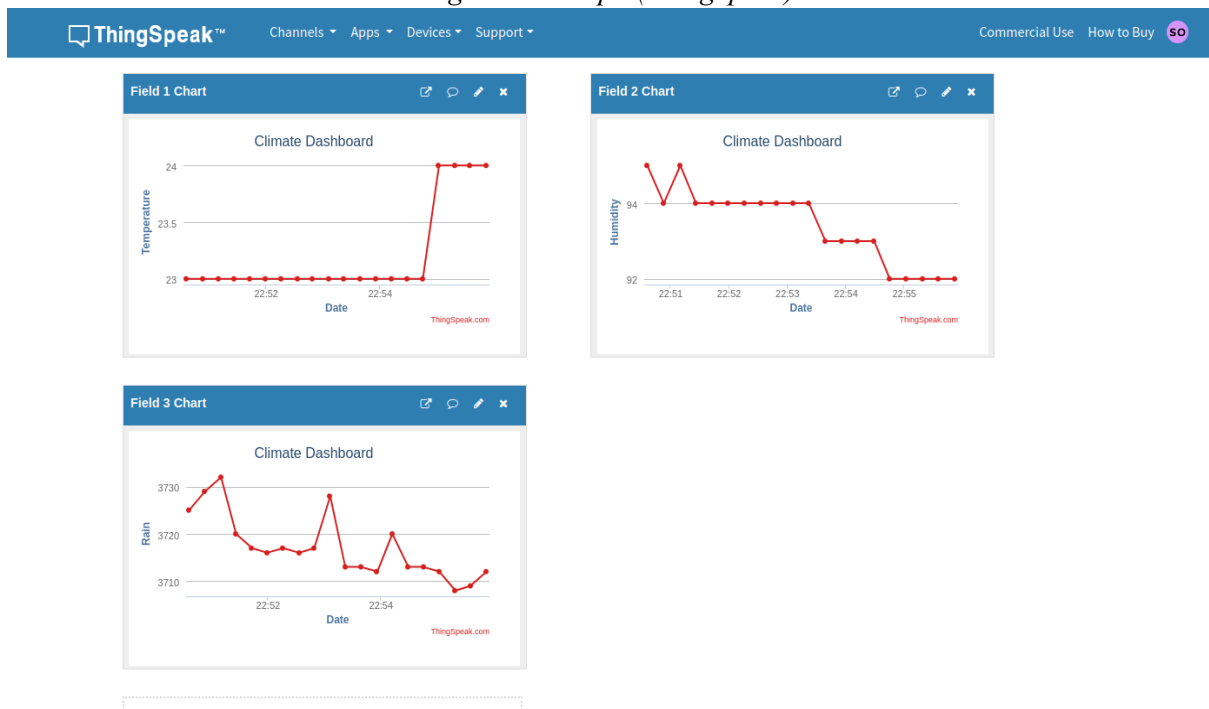 ThingSpeak™ Channels Apps Devices Support Commercial Use How to Buy SO
Field 1 Chart
Climate Dashboard
Temperature
24
23.5
23
22:52 22:54
Date
ThingSpeak.com
Field 2 Chart
Climate Dashboard
Humidity
94
92
22:51 22:52 22:53 22:54 22:55
Date
ThingSpeak.com
Field 3 Chart
Climate Dashboard
Rain
3730
3720
3710
22:52 22:54
Date
ThingSpeak.com